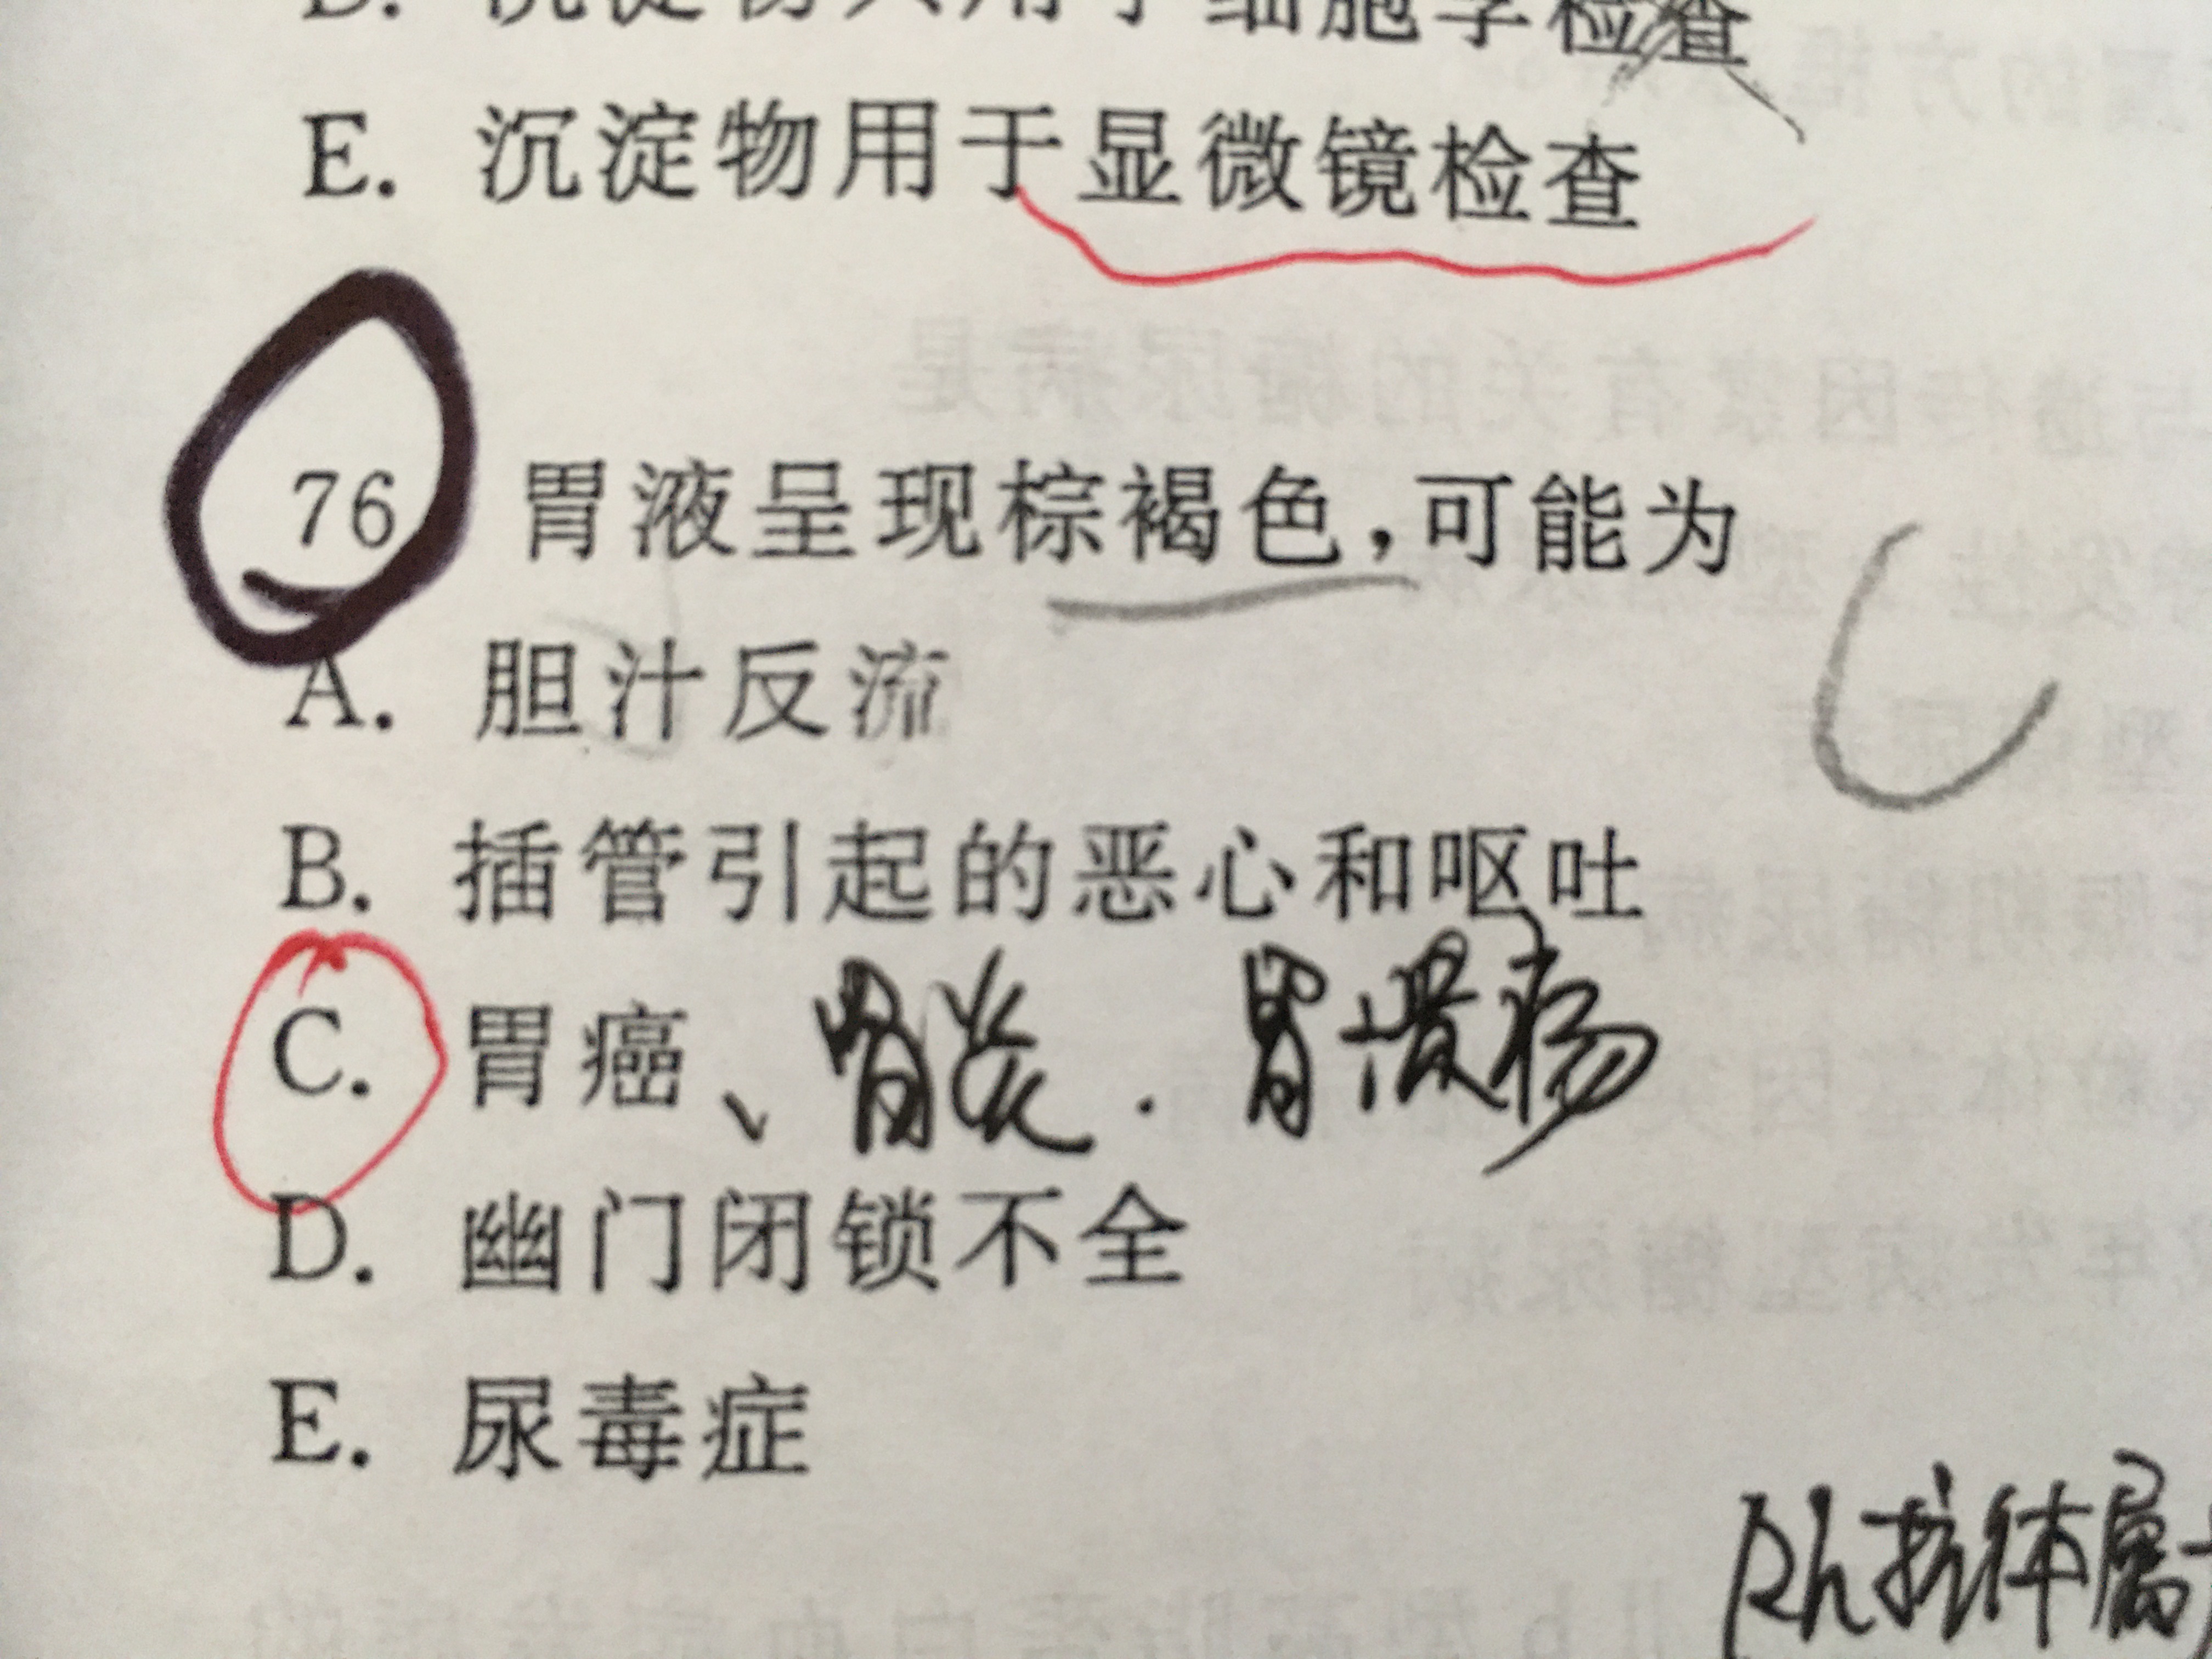 E. 沉淀物用于显微镜检查
76 胃液呈现棕褐色,可能为
A. 胆汁反流
B. 插管引起的恶心和呕吐
C. 胃癌、胃炎. 胃溃疡
D. 幽门闭锁不全
E. 尿毒症